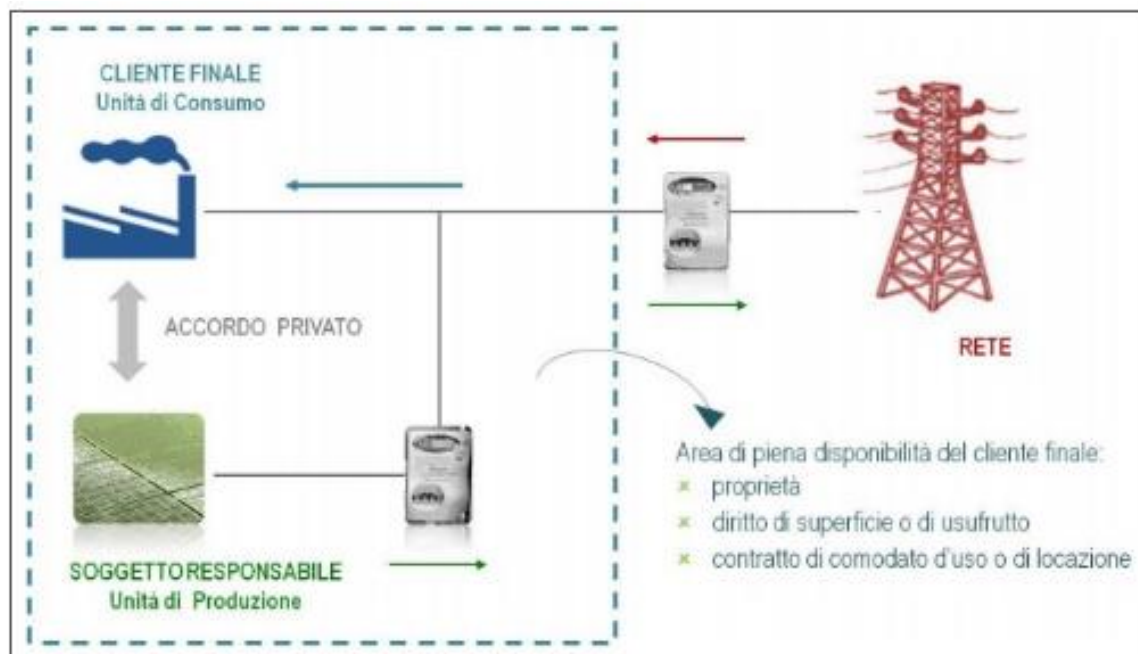 CLIENTE FINALE
Unità di Consumo
ACCORDO PRIVATO
RETE
Area di piena disponibilità del cliente finale:
× proprietà
× diritto di superficie o di usufrutto
× contratto di comodato d'uso o di locazione
SOGGETTO RESPONSABILE
Unità di Produzione